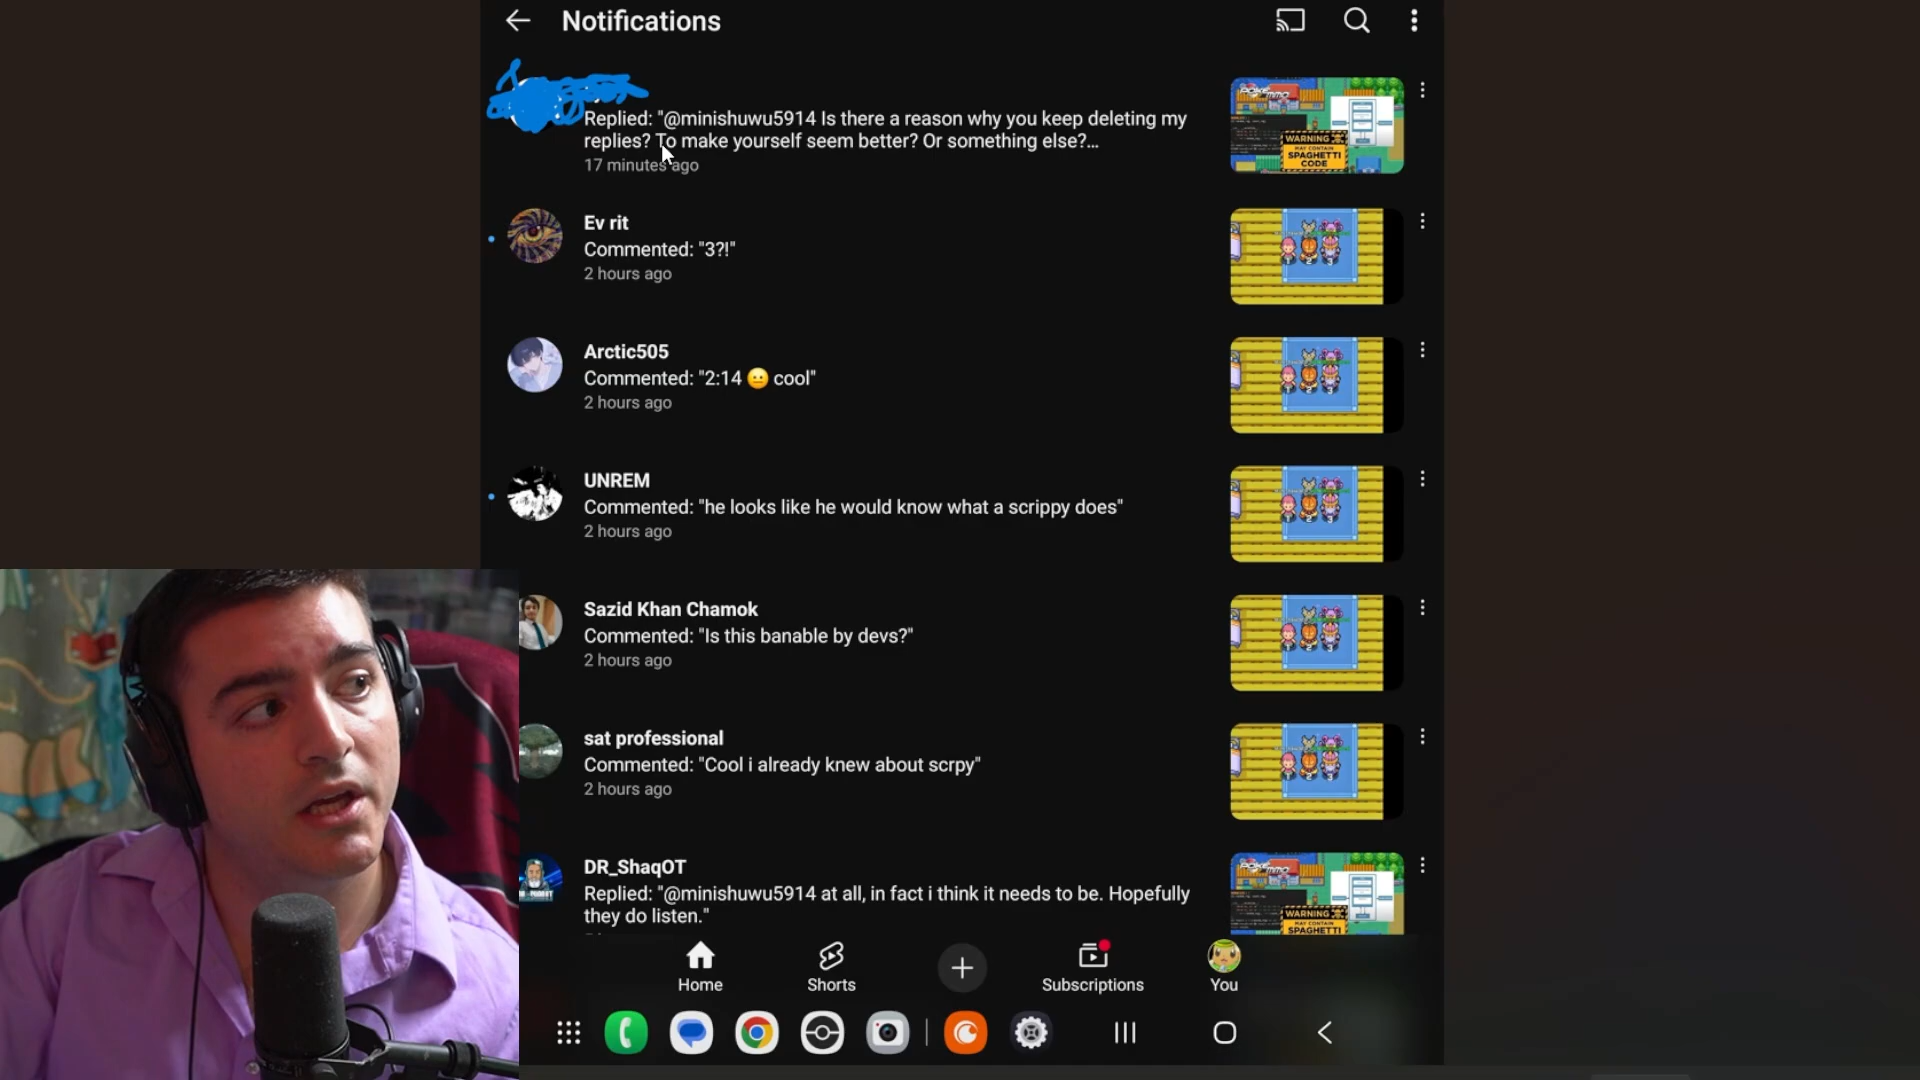 Notifications
Replied: "@minishuwu5914 Is there a reason why you keep deleting my
replies? To make yourself seem better? Or something else?...
17 minutes ago
WARNING
MAY CONTAIN
SPAGHETTI
CODE
Ev rit
Commented: "3?!"
2 hours ago
Arctic505
Commented: "2:14 😐 cool"
2 hours ago
UNREM
Commented: "he looks like he would know what a scrippy does"
2 hours ago
Sazid Khan Chamok
Commented: "Is this banable by devs?"
2 hours ago
sat professional
Commented: "Cool i already knew about scrpy"
2 hours ago
DR_ShaqOT
Replied: "@minishuwu5914 at all, in fact i think it needs to be. Hopefully
they do listen."
WARNING
MAY CONTAIN
SPAGHETTI
Home
Shorts
Subscriptions
You